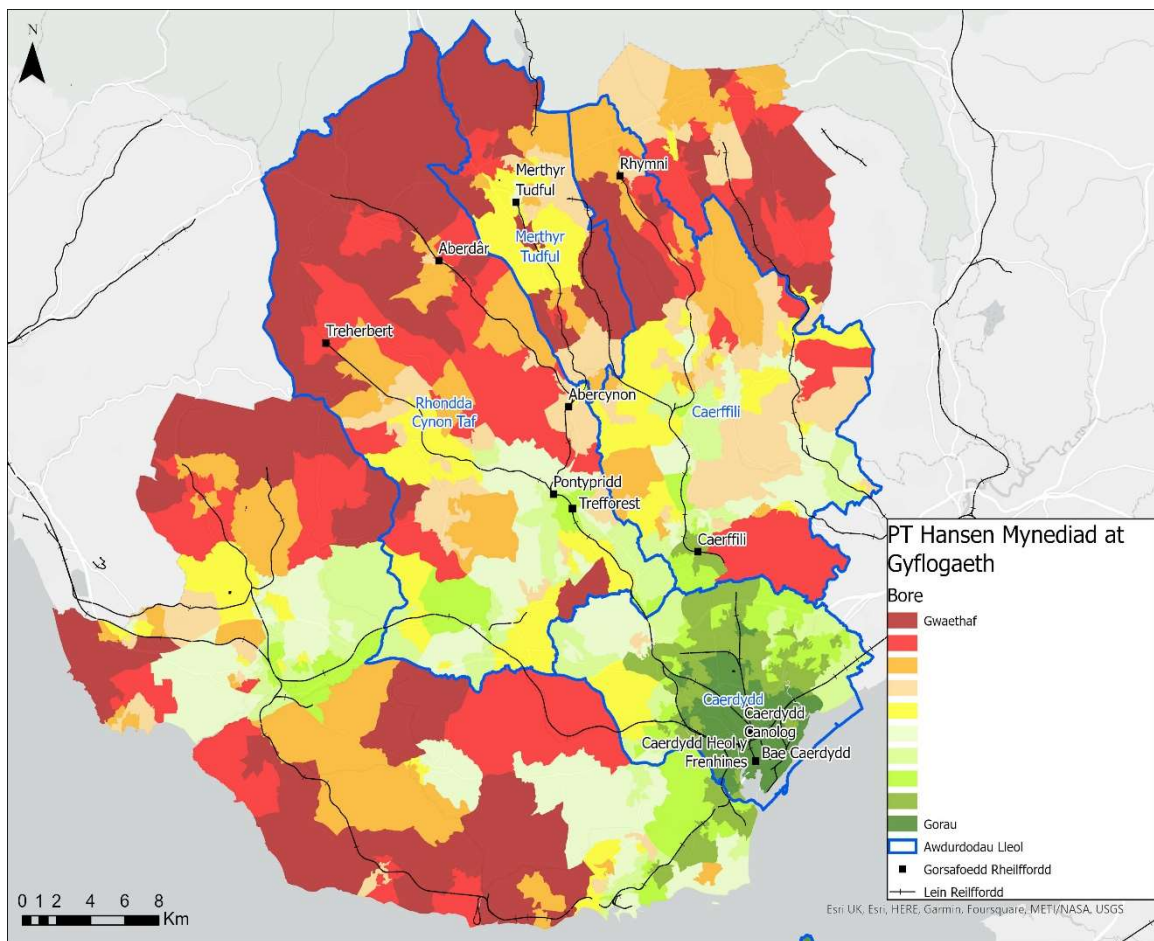 N
Merthyr
Tudful
Rhymni
Merthyr
Tudful
Aberdâr
Treherbert
Rhondda
Cynon Taf
Abercynon
Caerffili
Pontypridd
Trefforest
Caerffili
Caerdydd
Caerdydd
Canolog
Caerdydd Heol y
Frenhines
Bae Caerdydd
PT Hansen Mynediad at
Gyflogaeth
Bore
Gwaethaf
Gorau
Awdurdodau Lleol
Gorsafoedd Rheilffordd
Lein Reilffordd
0 1 2 4 6 8
Km
Esri UK, Esri, HERE, Garmin, Foursquare, METI/NASA, USGS